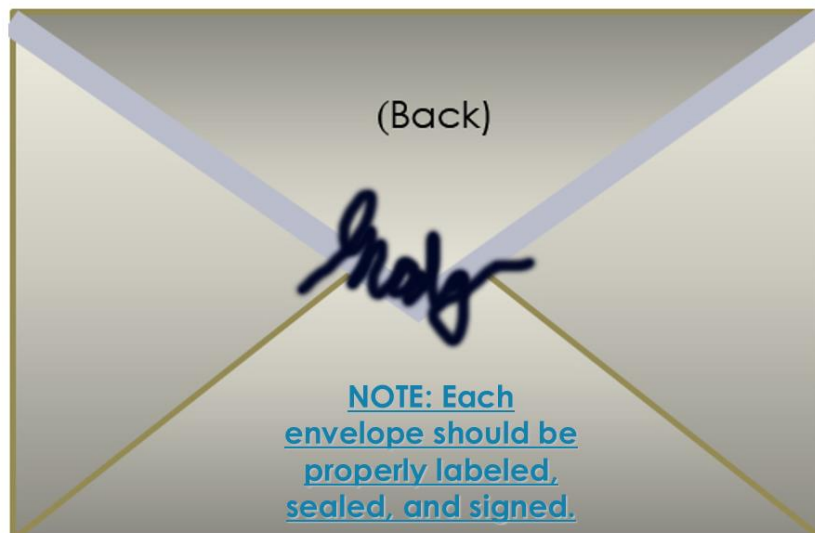 (Back)
NOTE: Each
envelope should be
properly labeled,
sealed, and signed.